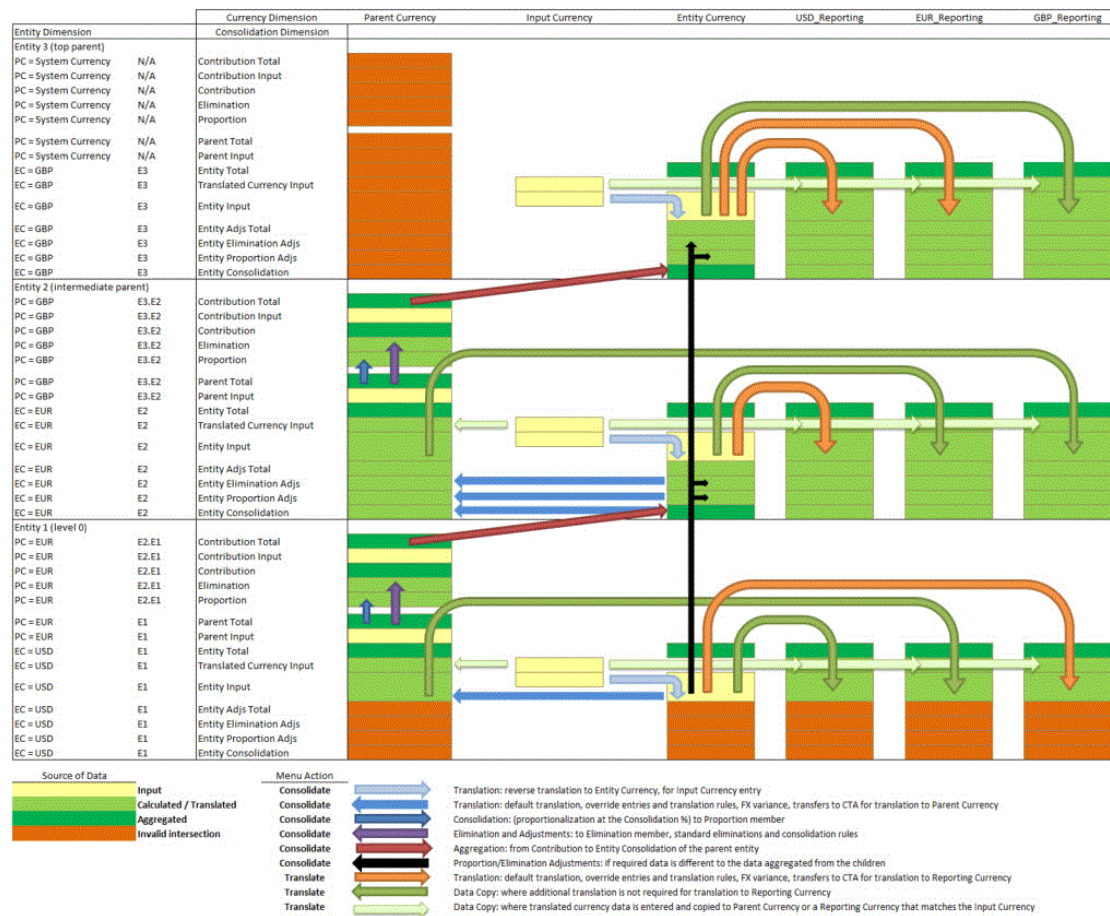 Currency Dimension Parent Currency Input Currency Entity Currency USD_Reporting EUR_Reporting GBP_Reporting
Entity Dimension Consolidation Dimension
Entity 3 (top parent)
PC = System Currency N/A Contribution Total
PC = System Currency N/A Contribution Input
PC = System Currency N/A Contribution
PC = System Currency N/A Elimination
PC = System Currency N/A Proportion
PC = System Currency N/A Parent Total
PC = System Currency N/A Parent Input
EC = GBP E3 Entity Total
EC = GBP E3 Translated Currency Input
EC = GBP E3 Entity Input
EC = GBP E3 Entity Adjs Total
EC = GBP E3 Entity Elimination Adjs
EC = GBP E3 Entity Proportion Adjs
EC = GBP E3 Entity Consolidation
Entity 2 (intermediate parent)
PC = GBP E3.E2 Contribution Total
PC = GBP E3.E2 Contribution Input
PC = GBP E3.E2 Contribution
PC = GBP E3.E2 Elimination
PC = GBP E3.E2 Proportion
PC = GBP E3.E2 Parent Total
PC = GBP E3.E2 Parent Input
EC = EUR E2 Entity Total
EC = EUR E2 Translated Currency Input
EC = EUR E2 Entity Input
EC = EUR E2 Entity Adjs Total
EC = EUR E2 Entity Elimination Adjs
EC = EUR E2 Entity Proportion Adjs
EC = EUR E2 Entity Consolidation
Entity 1 (level 0)
PC = EUR E2.E1 Contribution Total
PC = EUR E2.E1 Contribution Input
PC = EUR E2.E1 Contribution
PC = EUR E2.E1 Elimination
PC = EUR E2.E1 Proportion
PC = EUR E1 Parent Total
PC = EUR E1 Parent Input
EC = USD E1 Entity Total
EC = USD E1 Translated Currency Input
EC = USD E1 Entity Input
EC = USD E1 Entity Adjs Total
EC = USD E1 Entity Elimination Adjs
EC = USD E1 Entity Proportion Adjs
EC = USD E1 Entity Consolidation
Source of Data Menu Action
Input Consolidate Translation: reverse translation to Entity Currency, for Input Currency entry
Calculated / Translated Consolidate Translation: default translation, override entries and translation rules, FX variance, transfers to CTA for translation to Parent Currency
Aggregated Consolidate Consolidation: (proportionalization at the Consolidation %) to Proportion member
Invalid intersection Consolidate Elimination and Adjustments: to Elimination member, standard eliminations and consolidation rules
Consolidate Aggregation: from Contribution to Entity Consolidation of the parent entity
Consolidate Proportion/Elimination Adjustments: if required data is different to the data aggregated from the children
Translate Translation: default translation, override entries and translation rules, FX variance, transfers to CTA for translation to Reporting Currency
Translate Data Copy: where additional translation is not required for translation to Reporting Currency
Translate Data Copy: where translated currency data is entered and copied to Parent Currency or a Reporting Currency that matches the Input Currency